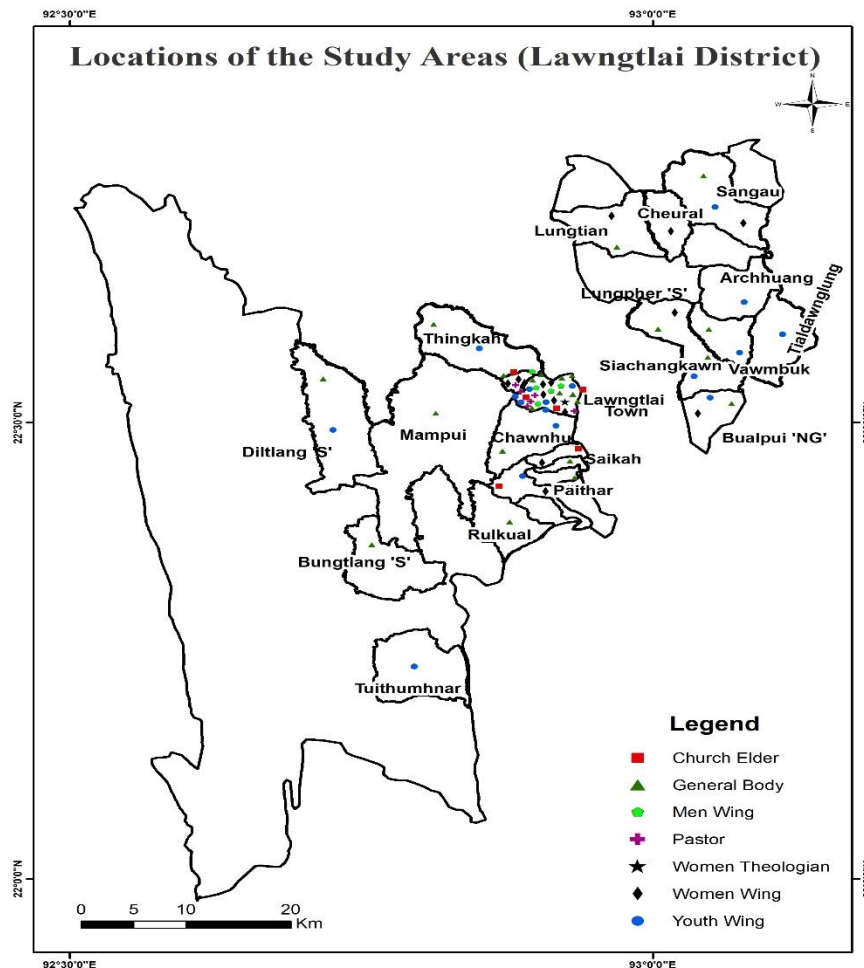 92°30'0"E
93°0'0"E
Locations of the Study Areas (Lawngtlai District)
N
W
E
S
Sangau
Cheural
Lungtian
Archhuang
Lungpher 'S'
Tialdawnglung
Thingkah
Siachangkawn
Vawmbuk
Lawngtlai
Town
22°30'0"N
Mampui
Chawnhu
Bualpui 'NG'
Diltlang 'S'
Saikah
Paithar
Rulkual
Bungtlang 'S'
Tuithumhnar
Legend
Church Elder
General Body
Men Wing
Pastor
Women Theologian
Women Wing
Youth Wing
22°0'0"N
0 5 10 20
Km
92°30'0"E
93°0'0"E